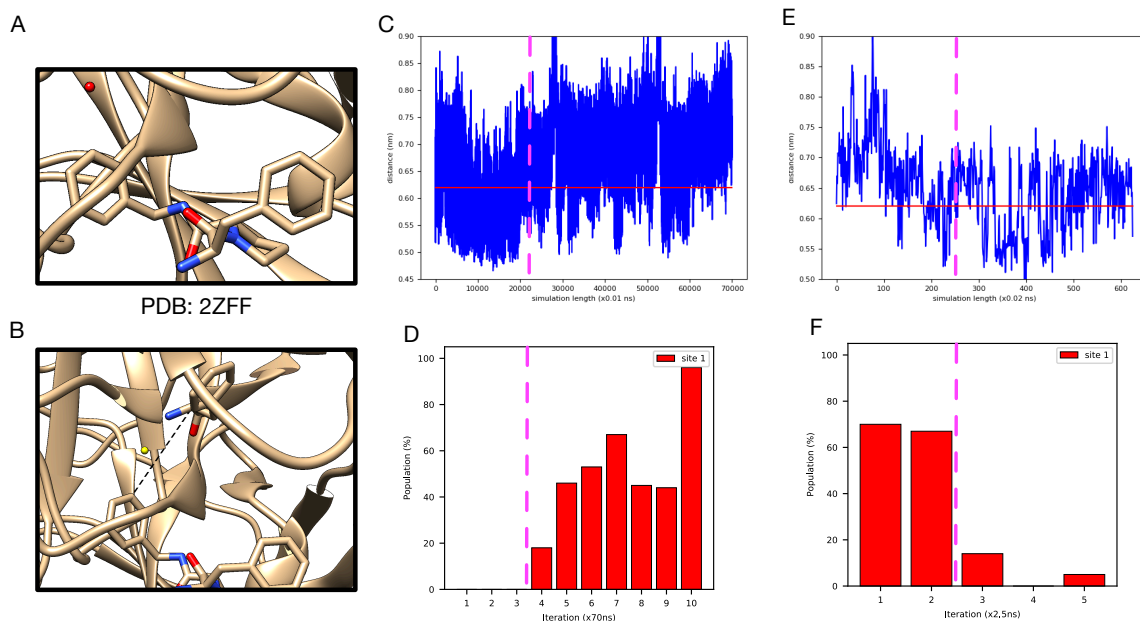 A
PDB: 2ZFF
B
C
0.90
0.85
0.80
0.75
0.70
0.65
0.60
0.55
0.50
0.45
distance (nm)
0 10000 20000 30000 40000 50000 60000 70000
simulation length (x0.01 ns)
D
100
80
60
40
20
0
Population (%)
site 1
1 2 3 4 5 6 7 8 9 10
Iteration (x70ns)
E
0.90
0.85
0.80
0.75
0.70
0.65
0.60
0.55
0.50
distance (nm)
0 100 200 300 400 500 600
simulation length (x0.02 ns)
F
100
80
60
40
20
0
Population (%)
site 1
1 2 3 4 5
Iteration (x2,5ns)